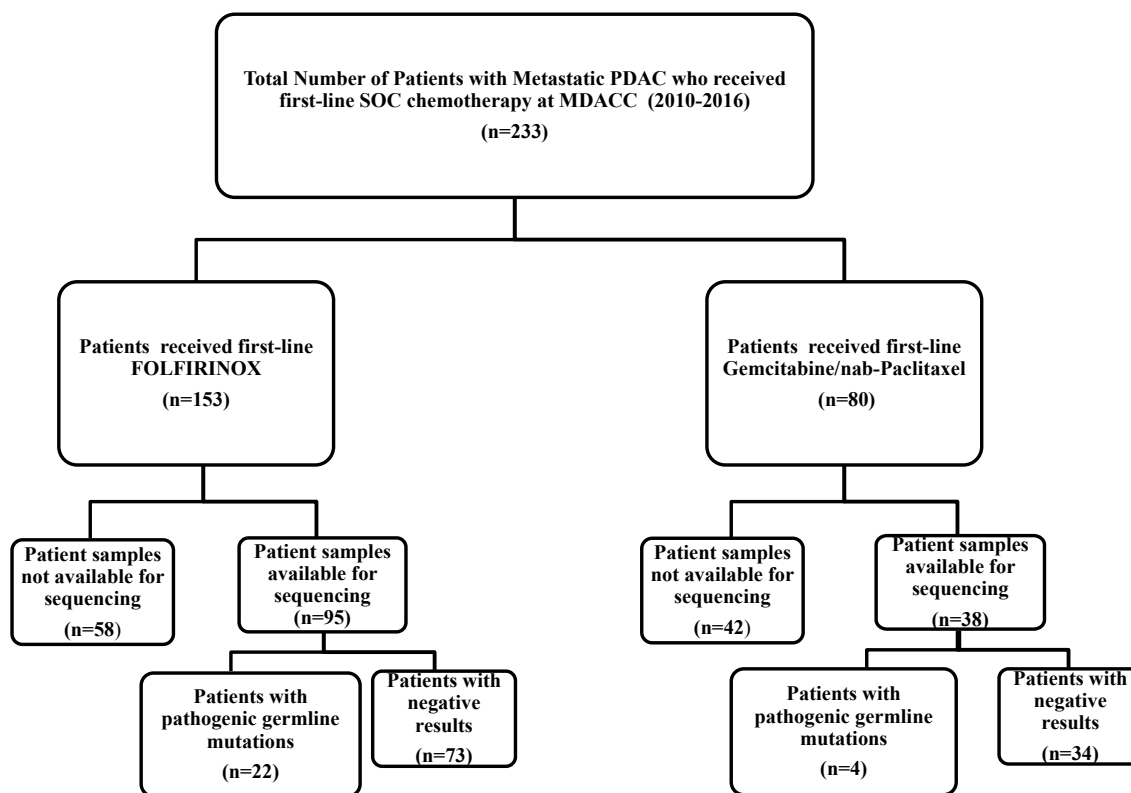 Total Number of Patients with Metastatic PDAC who received
first-line SOC chemotherapy at MDACC (2010-2016)
(n=233)
Patients received first-line
FOLFIRINOX
(n=153)
Patients received first-line
Gemcitabine/nab-Paclitaxel
(n=80)
Patient samples
not available for
sequencing
(n=58)
Patient samples
available for
sequencing
(n=95)
Patient samples
not available for
sequencing
(n=42)
Patient samples
available for
sequencing
(n=38)
Patients with
pathogenic germline
mutations
(n=22)
Patients with
negative
results
(n=73)
Patients with
pathogenic germline
mutations
(n=4)
Patients with
negative
results
(n=34)